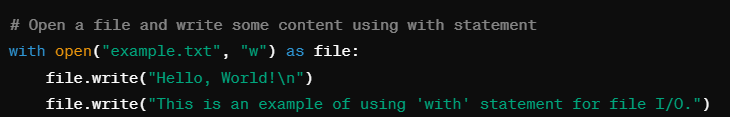 # Open a file and write some content using with statement
with open("example.txt", "w") as file:
    file.write("Hello, World!\n")
    file.write("This is an example of using 'with' statement for file I/O.")